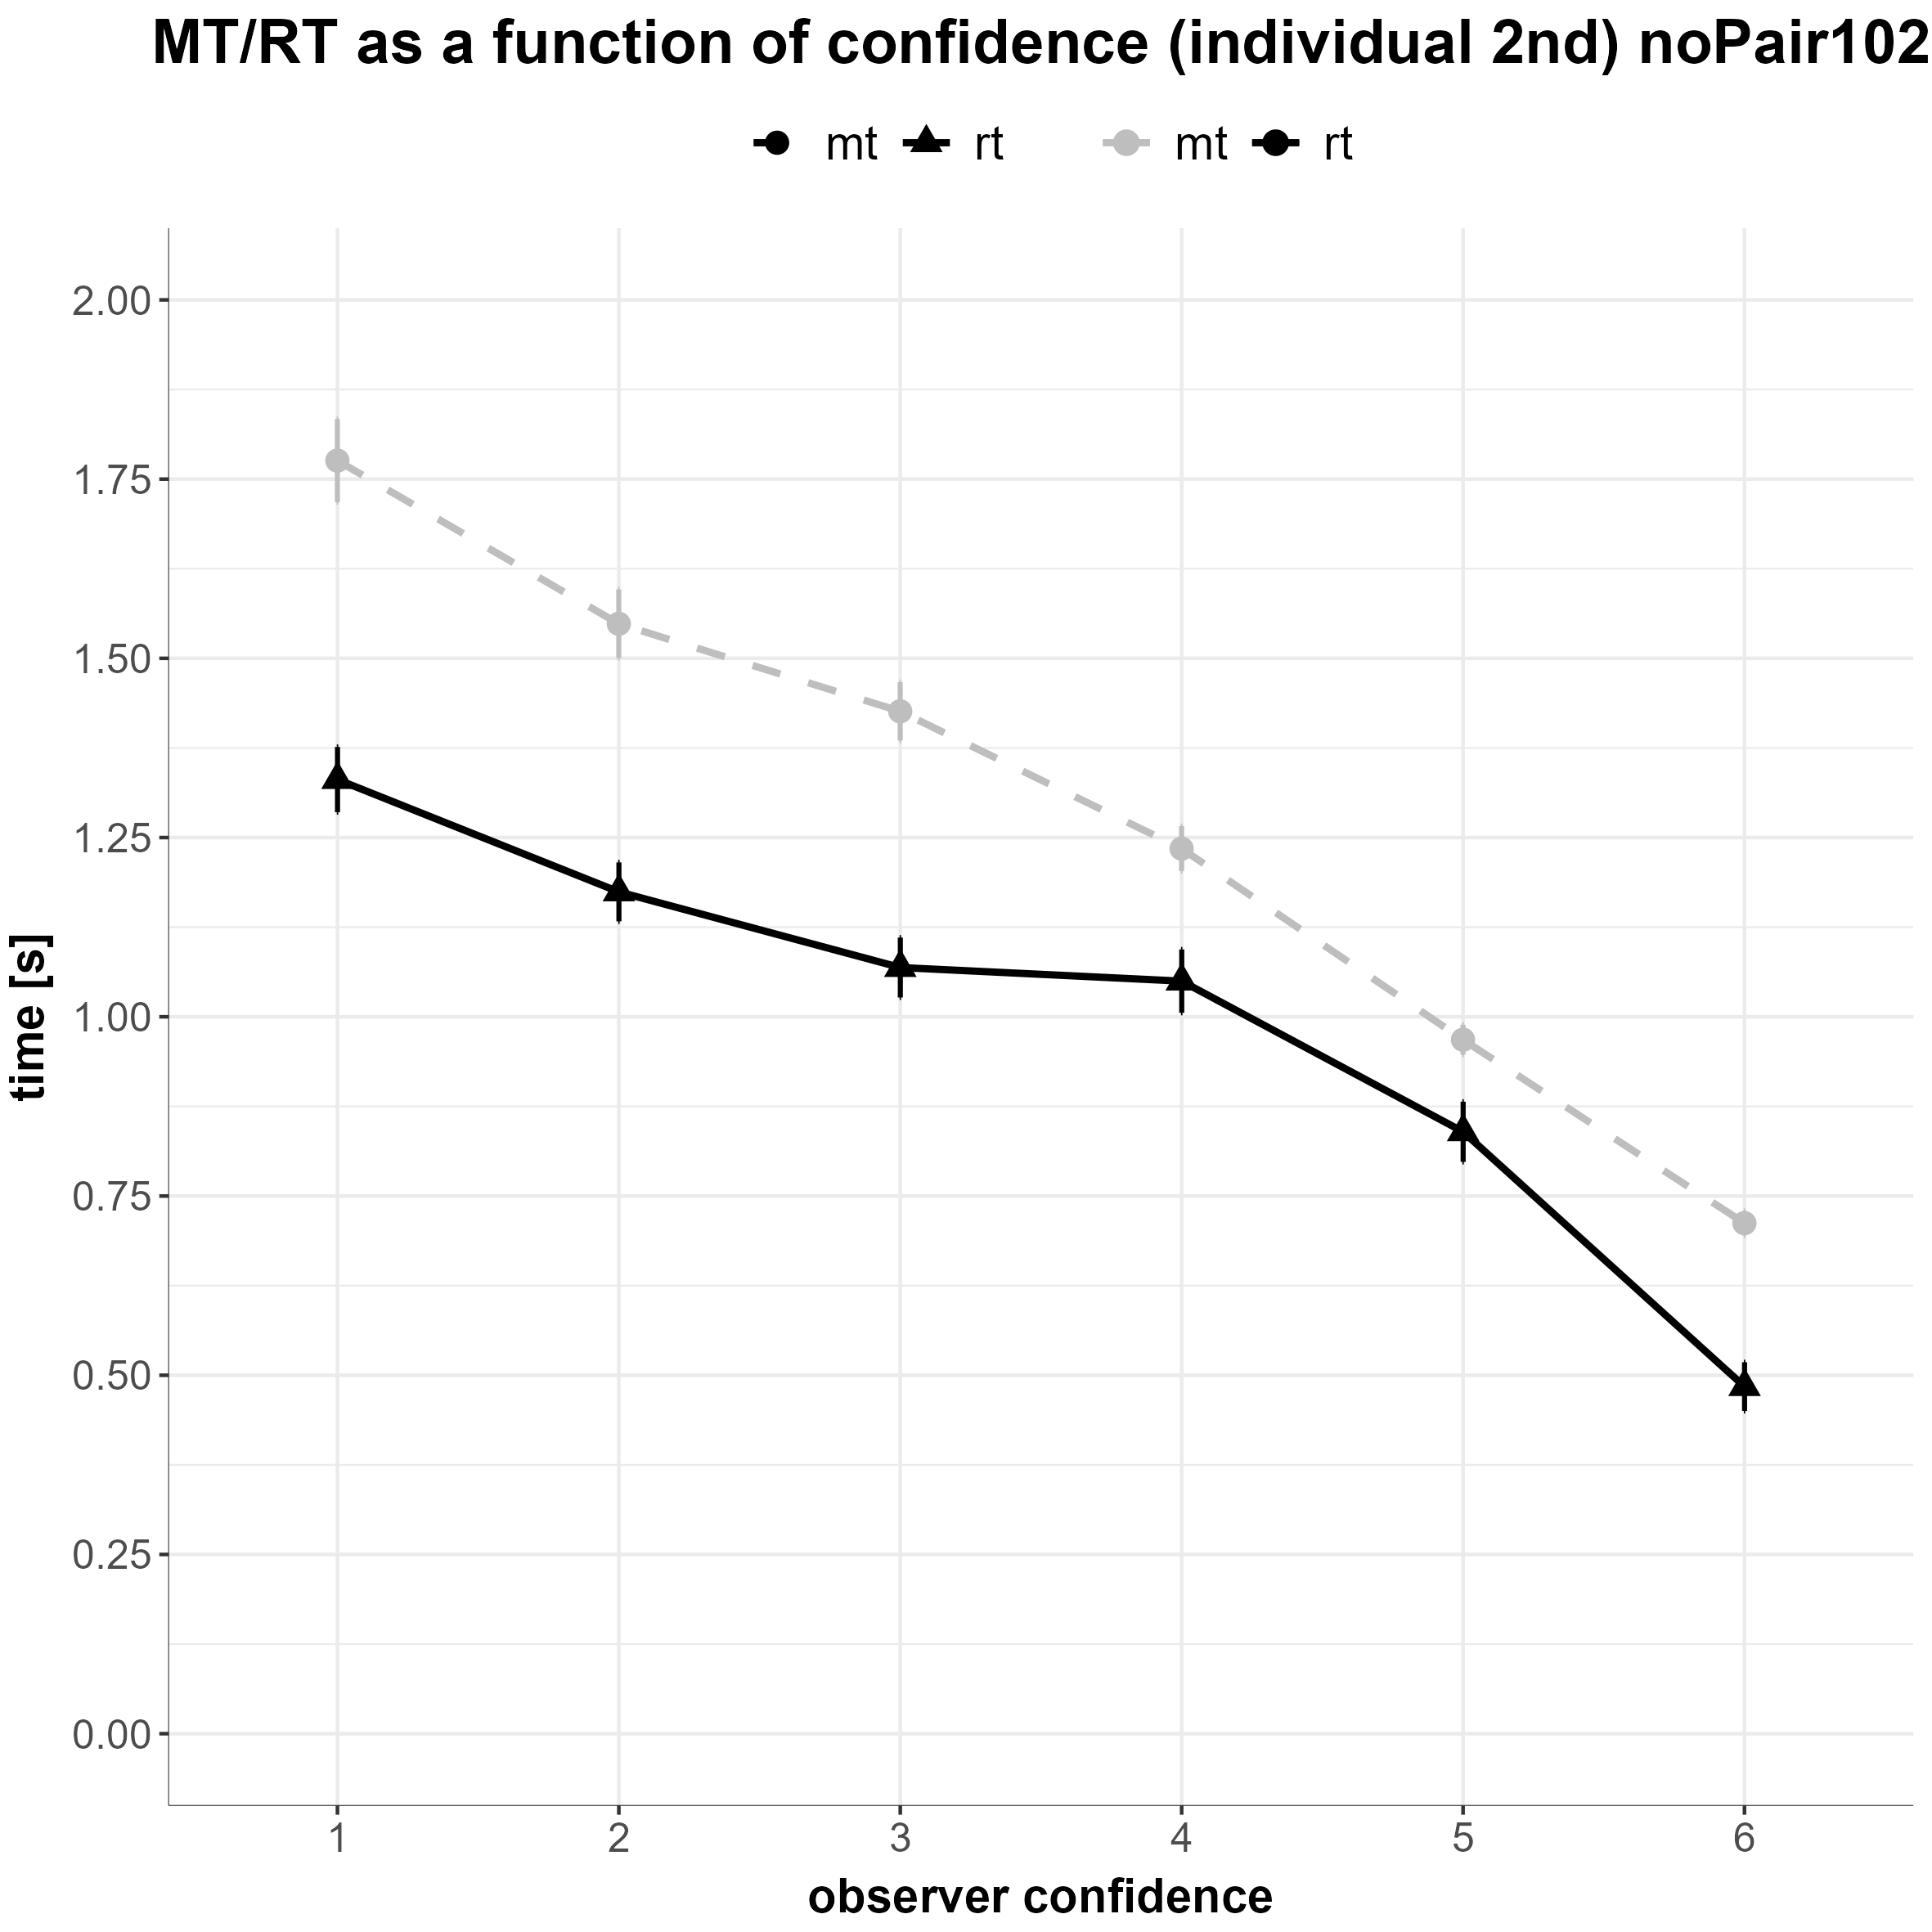 MT/RT as a function of confidence (individual 2nd) noPair102
mt rt mt rt
time [s]
2.00
1.75
1.50
1.25
1.00
0.75
0.50
0.25
0.00
1 2 3 4 5 6
observer confidence